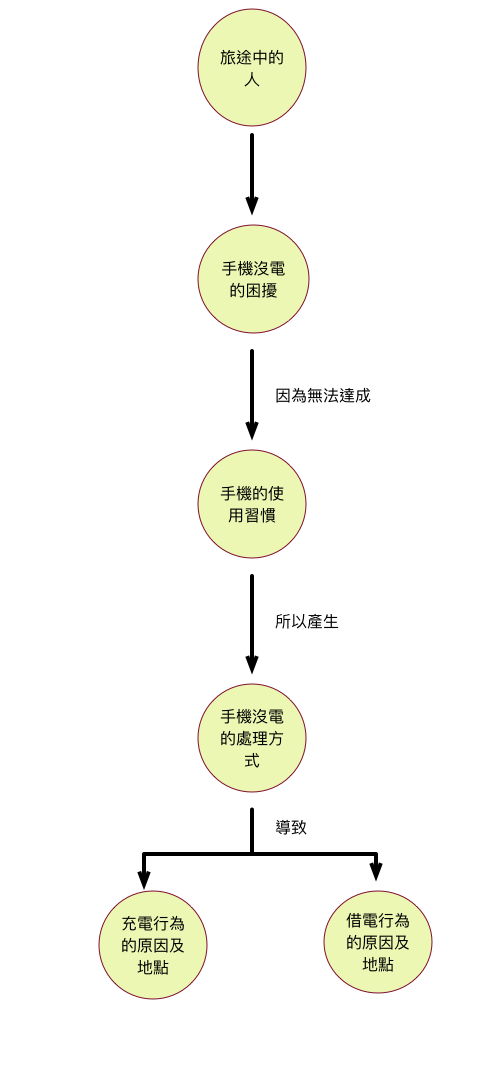 旅途中的
人
手機沒電
的困擾
因為無法達成
手機的使
用習慣
所以產生
手機沒電
的處理方
式
導致
充電行為
的原因及
地點
借電行為
的原因及
地點